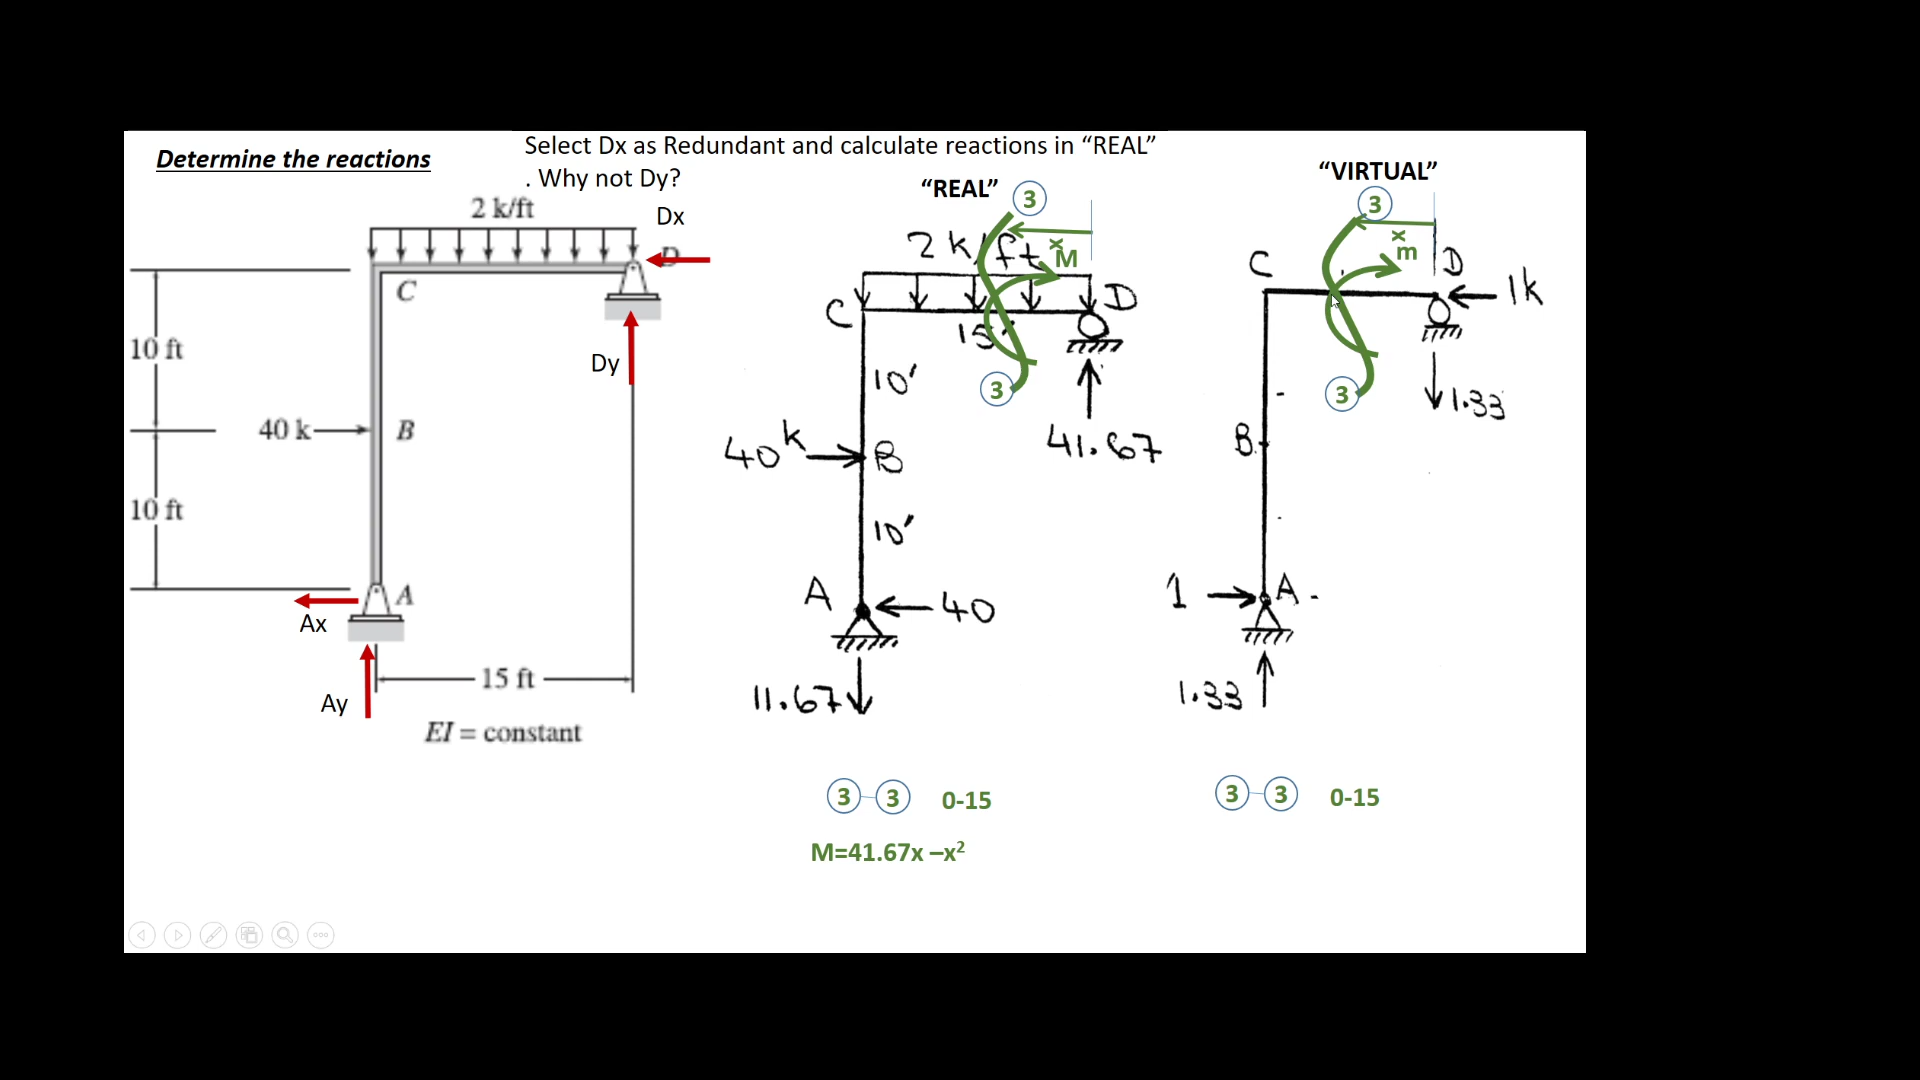 Determine the reactions
Select Dx as Redundant and calculate reactions in “REAL”
. Why not Dy?
2 k/ft
Dx
D
C
10 ft
Dy
40 k
B
10 ft
A
Ax
Ay
15 ft
EI = constant
“REAL”
3
2 k/ft
x
M
C
D
15'
10'
3
40k
B
41.67
10'
A
40
11.67
“VIRTUAL”
3
x
m
C
D
1k
3
1.33
B
1
A
1.33
3 3 0-15
M=41.67x –x²
3 3 0-15